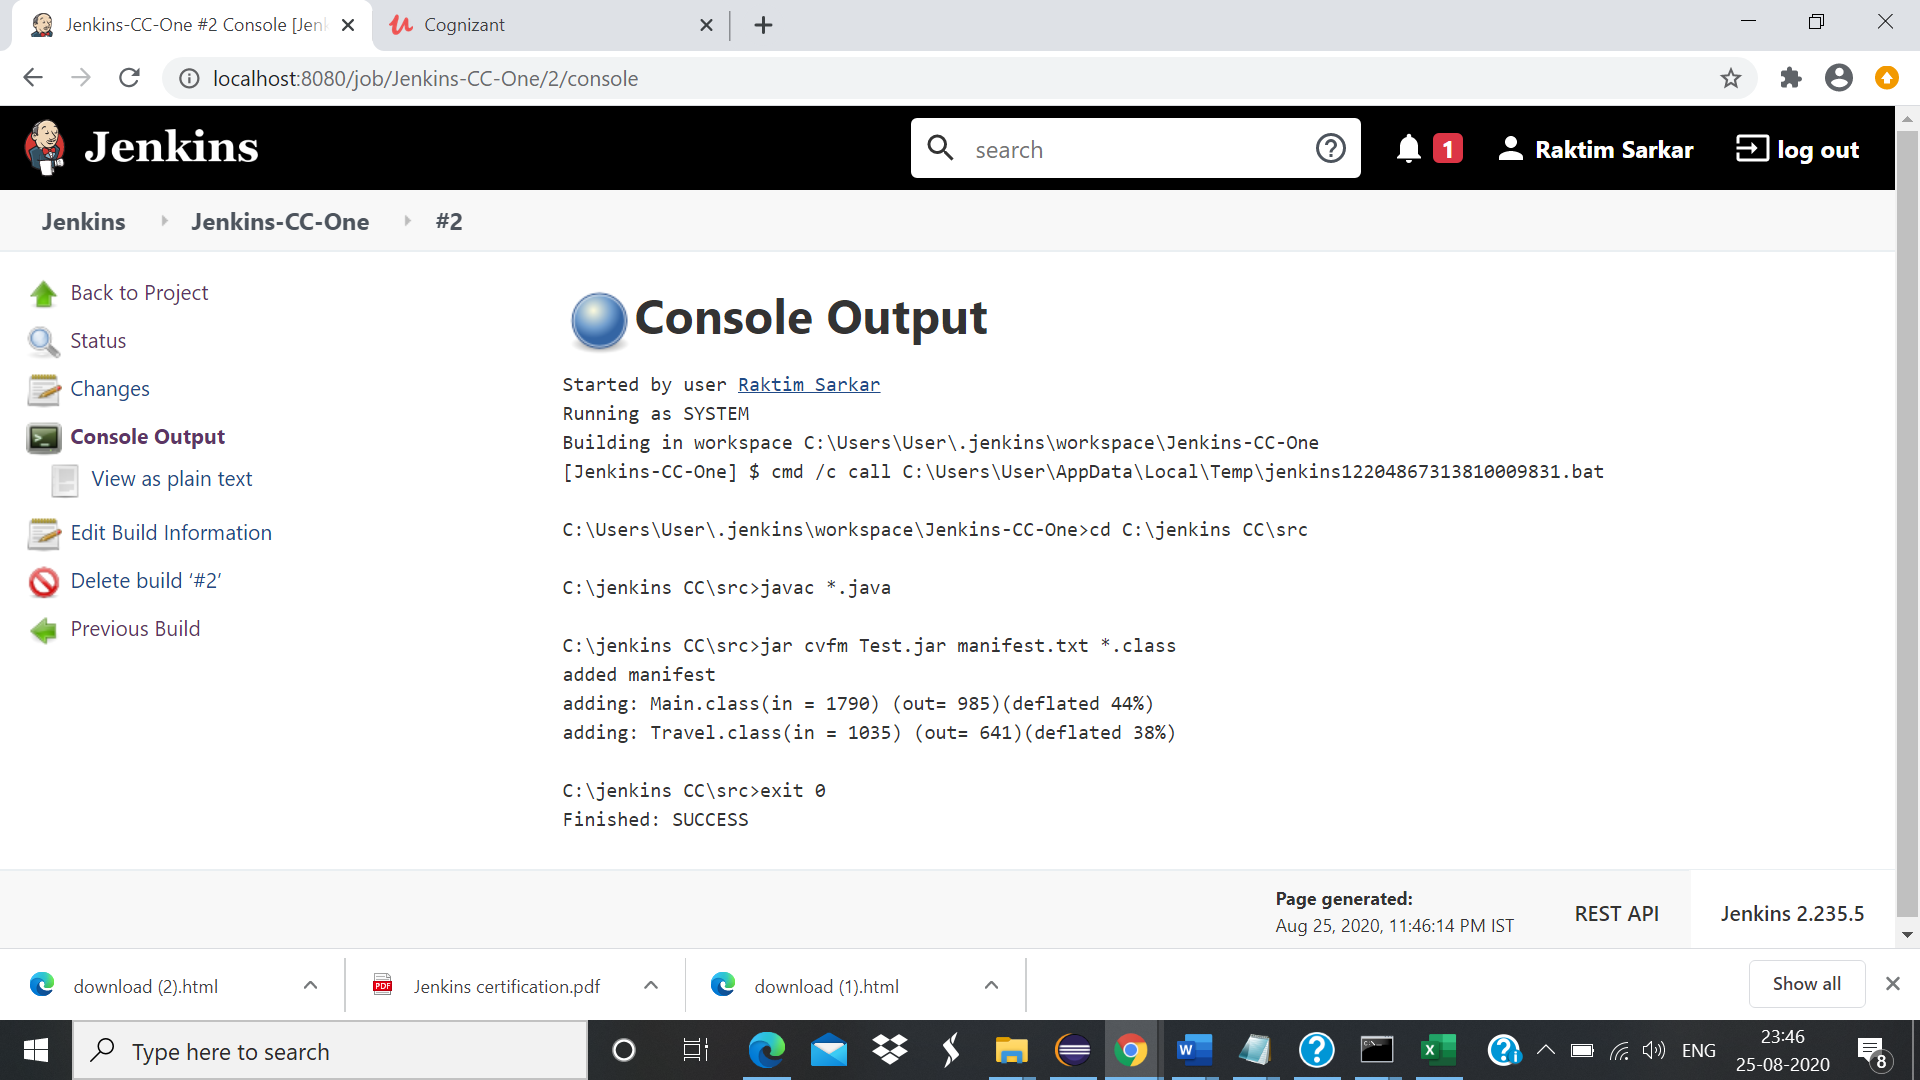 Jenkins-CC-One #2 Console [Jenk
Cognizant
localhost:8080/job/Jenkins-CC-One/2/console
Jenkins
search
1
Raktim Sarkar
log out
Jenkins
Jenkins-CC-One
#2
Back to Project
Status
Changes
Console Output
View as plain text
Edit Build Information
Delete build ‘#2’
Previous Build
Console Output
Started by user Raktim Sarkar
Running as SYSTEM
Building in workspace C:\Users\User\.jenkins\workspace\Jenkins-CC-One
[Jenkins-CC-One] $ cmd /c call C:\Users\User\AppData\Local\Temp\jenkins12204867313810009831.bat
C:\Users\User\.jenkins\workspace\Jenkins-CC-One>cd C:\jenkins CC\src
C:\jenkins CC\src>javac *.java
C:\jenkins CC\src>jar cvfm Test.jar manifest.txt *.class
added manifest
adding: Main.class(in = 1790) (out= 985)(deflated 44%)
adding: Travel.class(in = 1035) (out= 641)(deflated 38%)
C:\jenkins CC\src>exit 0
Finished: SUCCESS
Page generated:
Aug 25, 2020, 11:46:14 PM IST
REST API
Jenkins 2.235.5
download (2).html
PDF
Jenkins certification.pdf
download (1).html
Show all
Type here to search
ENG
23:46
25-08-2020
8